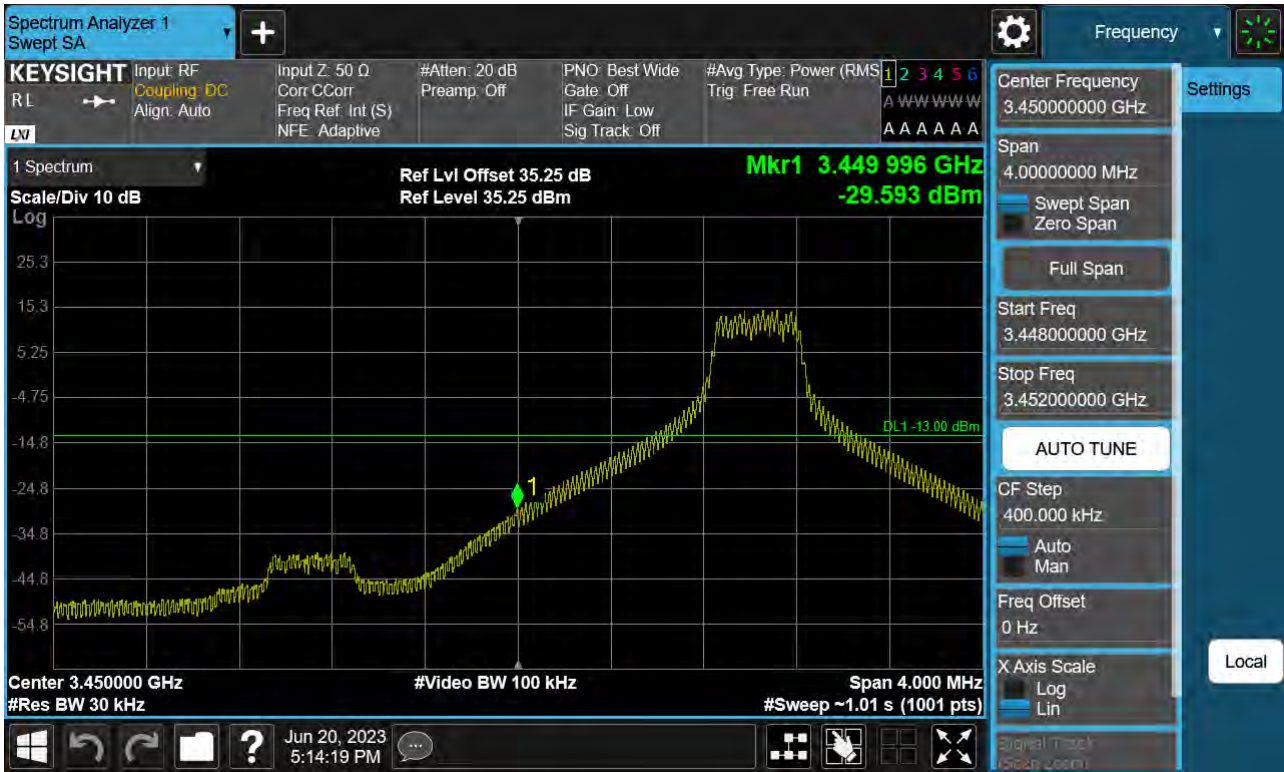 Spectrum Analyzer 1
Swept SA
Frequency
KEYSIGHT
RL
LXI
Input: RF
Coupling: DC
Align: Auto
Input Z: 50 Ω
Corr CCorr
Freq Ref: Int (S)
NFE: Adaptive
#Atten: 20 dB
Preamp: Off
PNO: Best Wide
Gate: Off
IF Gain: Low
Sig Track: Off
#Avg Type: Power (RMS
Trig: Free Run
1 2 3 4 5 6
A W W W W W
A A A A A A
1 Spectrum
Scale/Div 10 dB
Log
Ref Lvl Offset 35.25 dB
Ref Level 35.25 dBm
Mkr1 3.449 996 GHz
-29.593 dBm
25.3
15.3
5.25
-4.75
-14.8
-24.8
-34.8
-44.8
-54.8
DL1 -13.00 dBm
1
Center 3.450000 GHz
#Res BW 30 kHz
#Video BW 100 kHz
Span 4.000 MHz
#Sweep ~1.01 s (1001 pts)
Center Frequency
3.450000000 GHz
Span
4.00000000 MHz
Swept Span
Zero Span
Full Span
Start Freq
3.448000000 GHz
Stop Freq
3.452000000 GHz
AUTO TUNE
CF Step
400.000 kHz
Auto
Man
Freq Offset
0 Hz
X Axis Scale
Log
Lin
Signal Track
(Span Zoom)
Settings
Local
?
Jun 20, 2023
5:14:19 PM